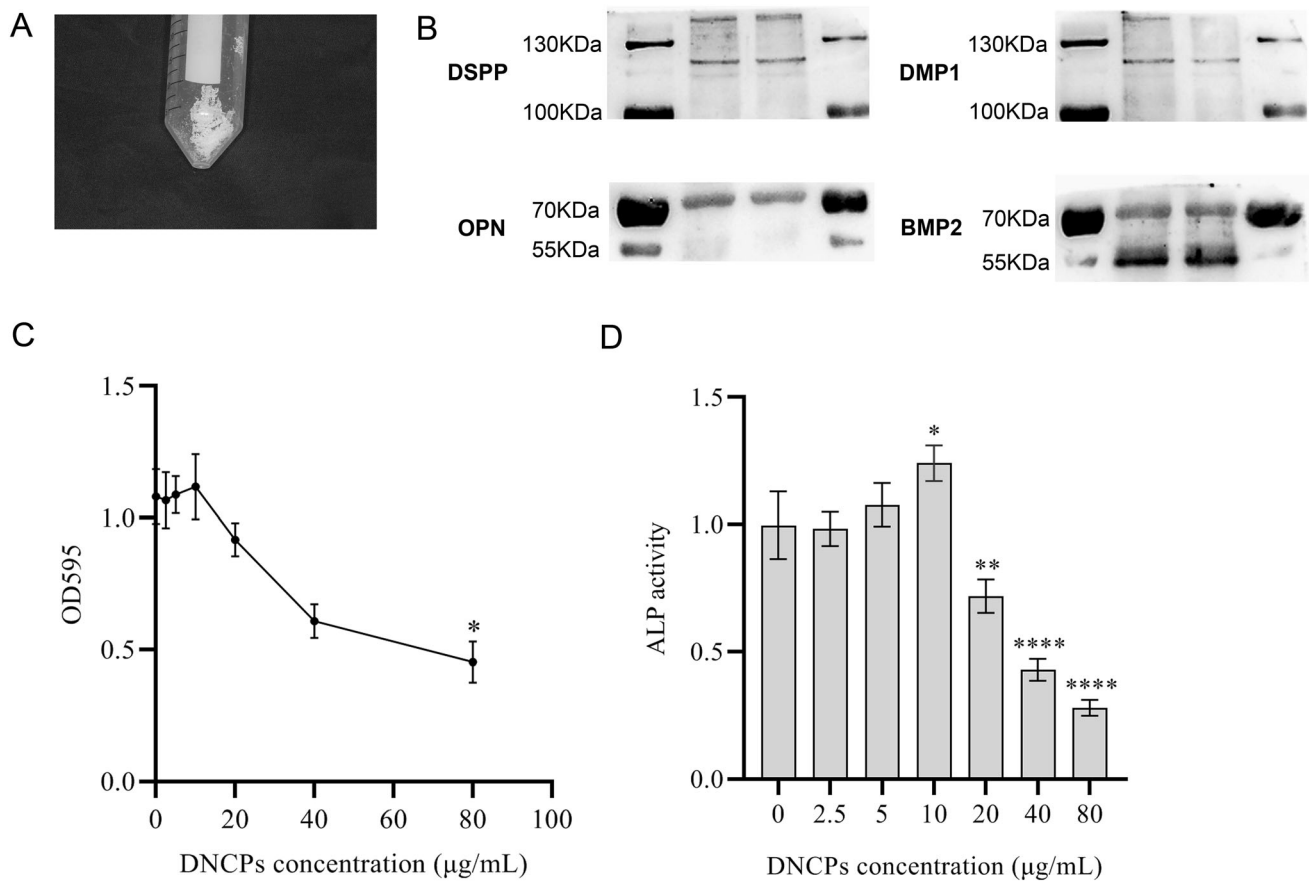 A
B
DSPP
130KDa
100KDa
DMP1
130KDa
100KDa
OPN
70KDa
55KDa
BMP2
70KDa
55KDa
C
OD595
1.5
1.0
0.5
0.0
*
0 20 40 60 80 100
DNCPs concentration (μg/mL)
D
ALP activity
1.5
1.0
0.5
0.0
*
**
****
****
0 2.5 5 10 20 40 80
DNCPs concentration (μg/mL)